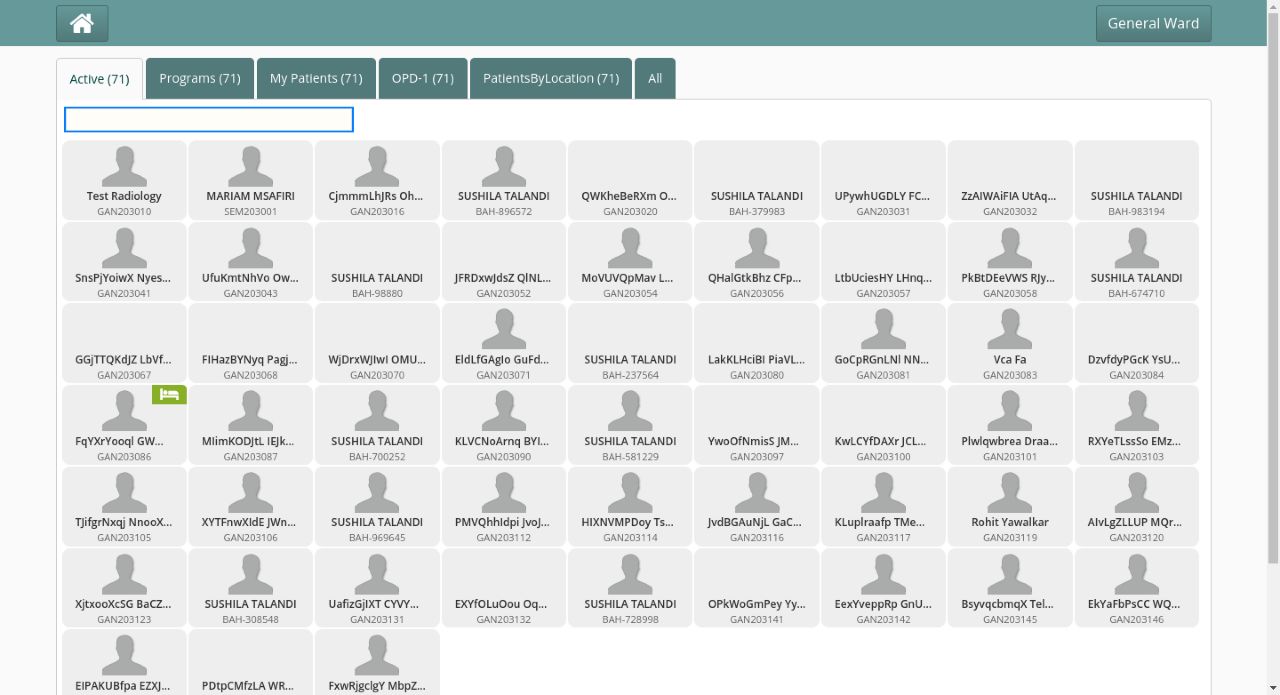 General Ward
Active (71)
Programs (71)
My Patients (71)
OPD-1 (71)
PatientsByLocation (71)
All
Test Radiology
GAN203010
MARIAM MSAFIRI
SEM203001
CjmmmLhJRs Oh...
GAN203016
SUSHILA TALANDI
BAH-896572
QWKheBeRXm O...
GAN203020
SUSHILA TALANDI
BAH-379983
UPywhUGDLY FC...
GAN203031
ZzAIWAiFIA UtAq...
GAN203032
SUSHILA TALANDI
BAH-983194
SnsPjYoiwX Nyes...
GAN203041
UfuKmtNhVo Ow...
GAN203043
SUSHILA TALANDI
BAH-98880
JFRDxwJdsZ QlNL...
GAN203052
MoVUVQpMav L...
GAN203054
QHalGtkBhz CFp...
GAN203056
LtbUciesHY LHnq...
GAN203057
PkBtDEeVWS RJy...
GAN203058
SUSHILA TALANDI
BAH-674710
GGjTTQKdJZ LbVf...
GAN203067
FIHazBYNyq Pagj...
GAN203068
WjDrxWJIwI OMU...
GAN203070
EldLfGAgIo GuFd...
GAN203071
SUSHILA TALANDI
BAH-237564
LakKLHciBI PiaVL...
GAN203080
GoCpRGnLNl NN...
GAN203081
Vca Fa
GAN203083
DzvfdyPGcK YsU...
GAN203084
FqYXrYooql GW...
GAN203086
MIimKODJtL IEJk...
GAN203087
SUSHILA TALANDI
BAH-700252
KLVCNoArnq BYI...
GAN203090
SUSHILA TALANDI
BAH-581229
YwoOfNmisS JM...
GAN203097
KwLCYfDAXr JCL...
GAN203100
Plwlqwbrea Draa...
GAN203101
RXYeTLssSo EMz...
GAN203103
TJifgrNxqj NnooX...
GAN203105
XYTFnwXIdE JWn...
GAN203106
SUSHILA TALANDI
BAH-969645
PMVQhhIdpi JvoJ...
GAN203112
HIXNVMPDoy Ts...
GAN203114
JvdBGAuNjL GaC...
GAN203116
KLuplraafp TMe...
GAN203117
Rohit Yawalkar
GAN203119
AIvLgZLLUP MQr...
GAN203120
XjtxooXcSG BaCZ...
GAN203123
SUSHILA TALANDI
BAH-308548
UafizGjIXT CYVY...
GAN203131
EXYfOLuOou Oq...
GAN203132
SUSHILA TALANDI
BAH-728998
OPkWoGmPey Yy...
GAN203141
EexYveppRp GnU...
GAN203142
BsyvqcbmqX Tel...
GAN203145
EkYaFbPsCC WQ...
GAN203146
EIPAKUBfpa EZXJ...
PDtpCMfzLA WR...
FxwRjgclgY MbpZ...